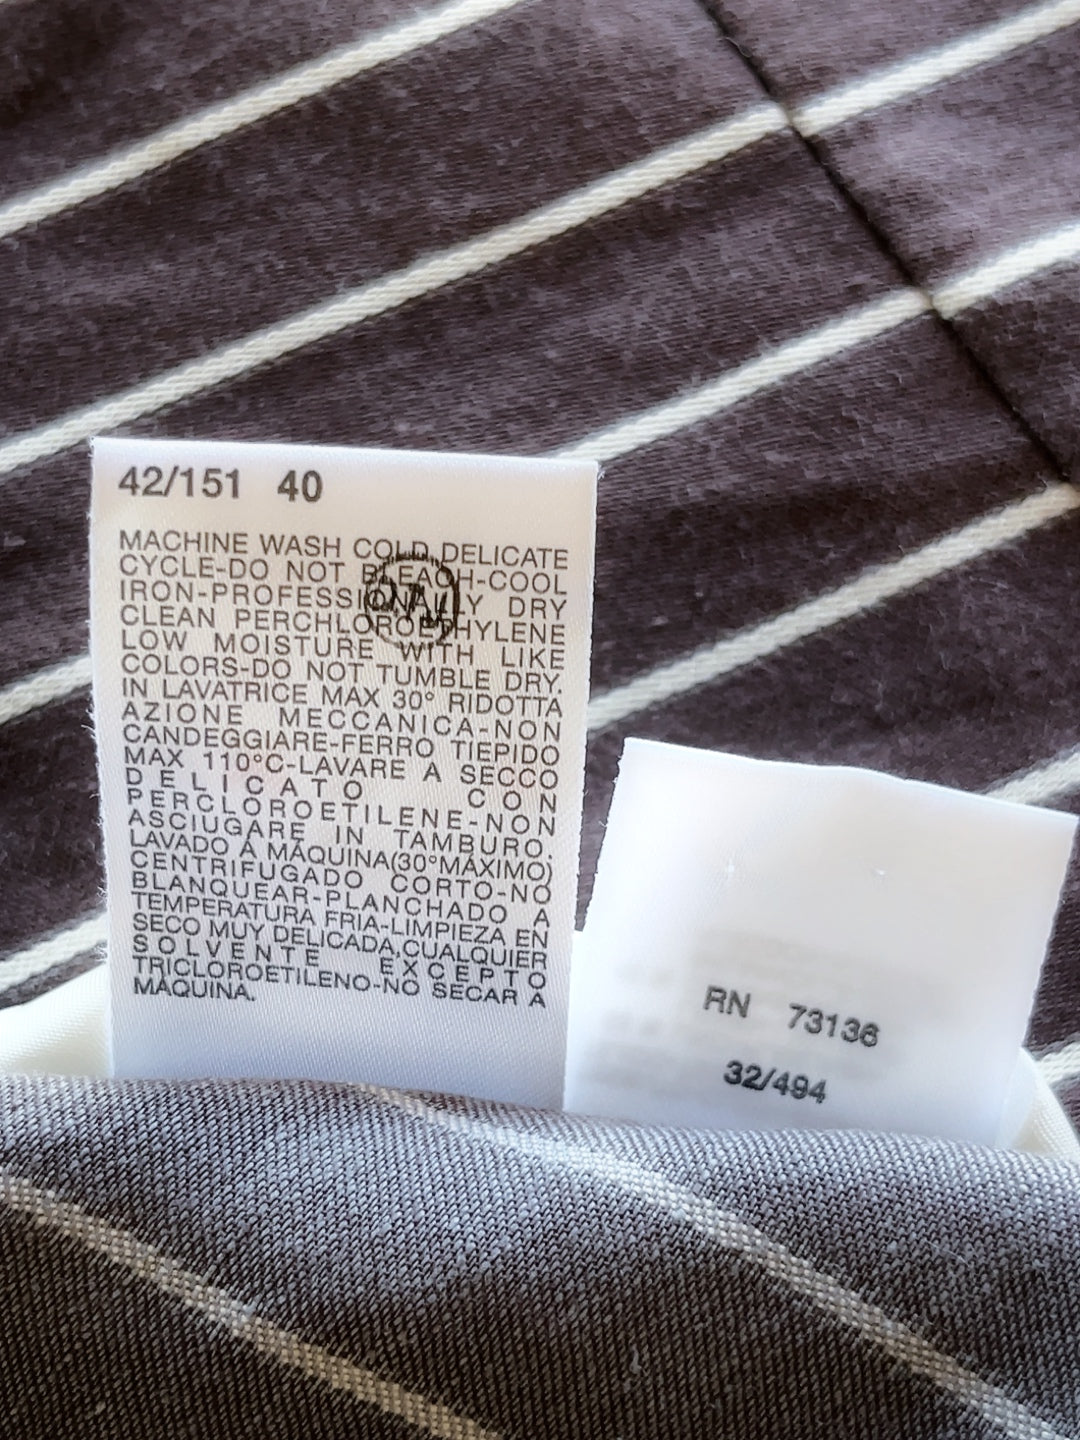 42/151 40
MACHINE WASH COLD DELICATE
CYCLE-DO NOT BLEACH-COOL
IRON-PROFESSIONALLY DRY
CLEAN PERCHLOROETHYLENE
LOW MOISTURE WITH LIKE
COLORS-DO NOT TUMBLE DRY.
IN LAVATRICE MAX 30° RIDOTTA
AZIONE MECCANICA-NON
CANDEGGIARE-FERRO TIEPIDO
MAX 110°C-LAVARE A SECCO
DELICATO CON
PERCLOROETILENE-NON
ASCIUGARE IN TAMBURO.
LAVADO A MÁQUINA(30°MÁXIMO)
CENTRIFUGADO CORTO-NO
BLANQUEAR-PLANCHADO A
TEMPERATURA FRIA-LIMPIEZA EN
SECO MUY DELICADA,CUALQUIER
SOLVENTE EXCEPTO
TRICLOROETILENO-NO SECAR A
MÁQUINA.
RN 73136
32/494